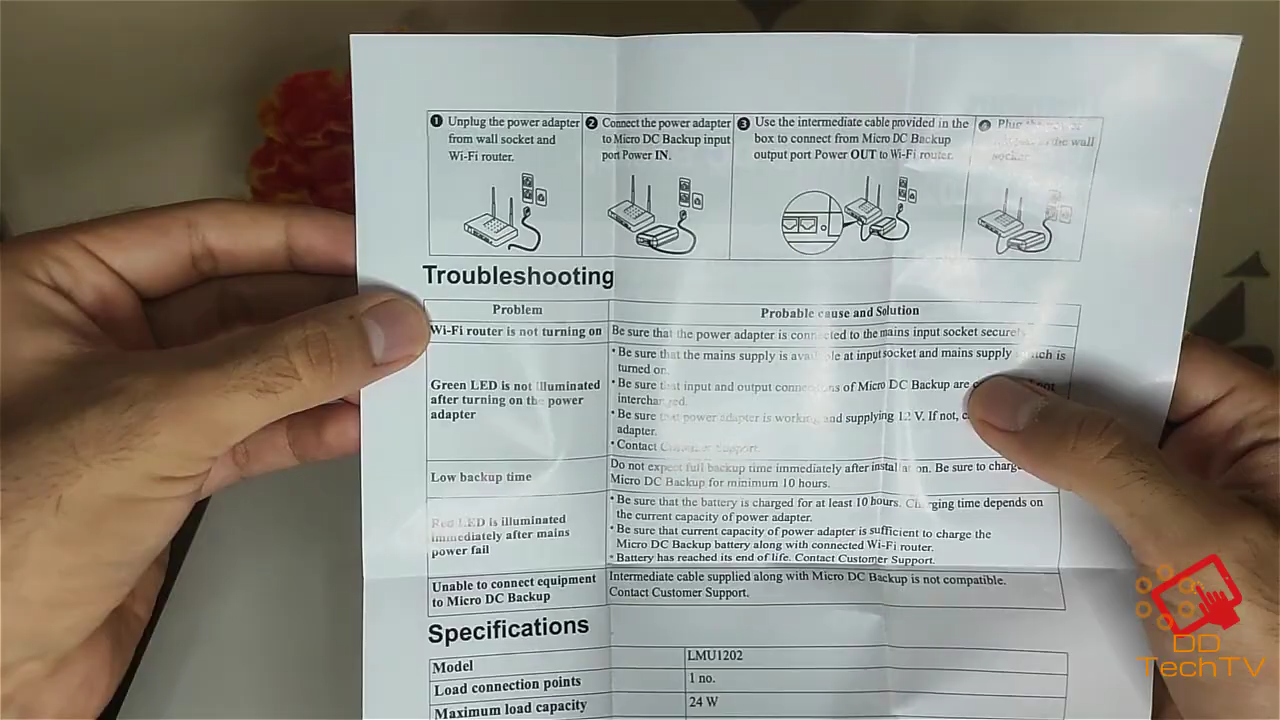 ❶ Unplug the power adapter
from wall socket and
Wi-Fi router.
❷ Connect the power adapter
to Micro DC Backup input
port Power IN.
❸ Use the intermediate cable provided in the
box to connect from Micro DC Backup
output port Power OUT to Wi-Fi router.
Plug the
the wall
Troubleshooting
Problem
Probable cause and Solution
Wi-Fi router is not turning on
Be sure that the power adapter is connected to the mains input socket securely
Green LED is not illuminated
after turning on the power
adapter
• Be sure that the mains supply is available at input socket and mains supply switch is
turned on.
• Be sure that input and output connections of Micro DC Backup are
interchanged.
• Be sure that power adapter is working and supplying 12 V. If not,
adapter.
• Contact Customer Support.
Low backup time
Do not expect full backup time immediately after installation. Be sure to charge
Micro DC Backup for minimum 10 hours.
Red LED is illuminated
immediately after mains
power fail
• Be sure that the battery is charged for at least 10 hours. Charging time depends on
the current capacity of power adapter.
• Be sure that current capacity of power adapter is sufficient to charge the
Micro DC Backup battery along with connected Wi-Fi router.
• Battery has reached its end of life. Contact Customer Support.
Unable to connect equipment
to Micro DC Backup
Intermediate cable supplied along with Micro DC Backup is not compatible.
Contact Customer Support.
Specifications
Model
LMU1202
Load connection points
1 no.
Maximum load capacity
24 W
DD
TechTV